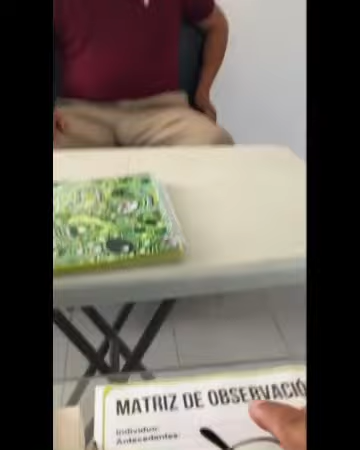 MATRIZ DE OBSERVACIÓ
Individuo:
Antecedentes: